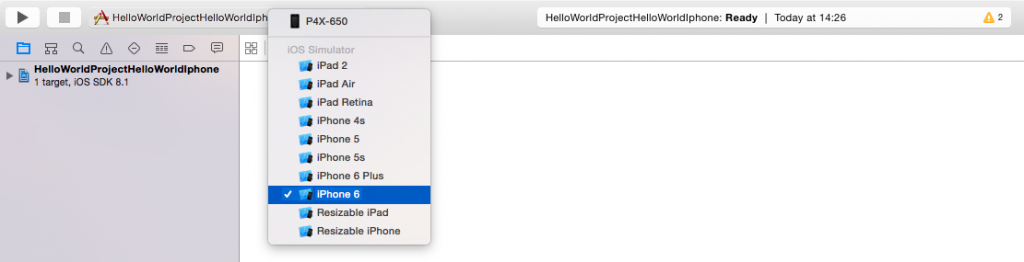 HelloWorldProjectHelloWorldIph
HelloWorldProjectHelloWorldIphone: Ready | Today at 14:26
2
HelloWorldProjectHelloWorldIphone
1 target, iOS SDK 8.1
P4X-650
iOS Simulator
iPad 2
iPad Air
iPad Retina
iPhone 4s
iPhone 5
iPhone 5s
iPhone 6 Plus
iPhone 6
Resizable iPad
Resizable iPhone